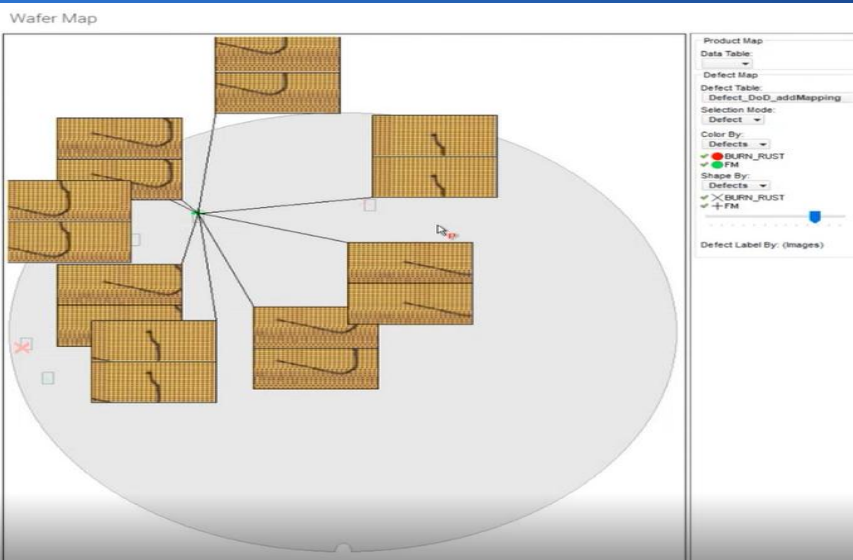 Wafer Map
Product Map
Data Table:
Defect Map
Defect Table:
Defect_DoD_addMapping
Selection Mode:
Defect
Color By:
Defects
BURN_RUST
FM
Shape By:
Defects
BURN_RUST
FM
Defect Label By: (Images)